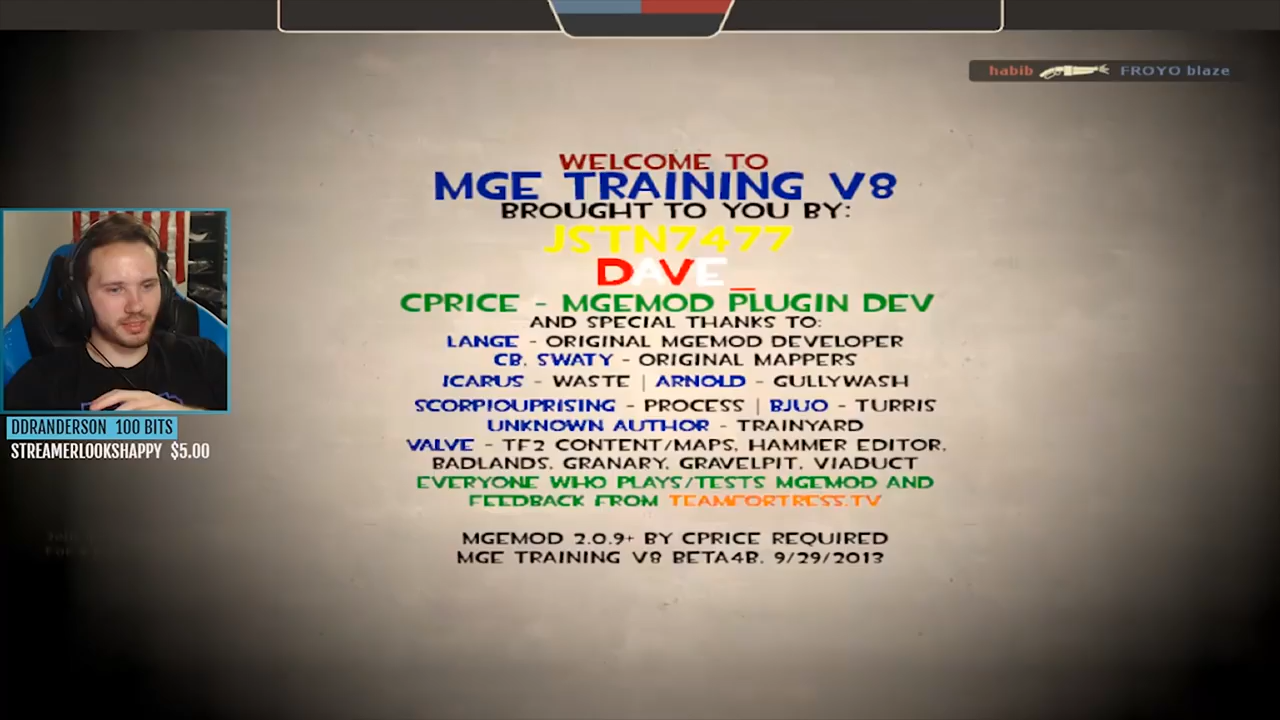 habib FROYO blaze
WELCOME TO
MGE TRAINING V8
BROUGHT TO YOU BY:
JSTN7477
DAVE_
CPRICE - MGEMOD PLUGIN DEV
AND SPECIAL THANKS TO:
LANGE - ORIGINAL MGEMOD DEVELOPER
CB. SWATY - ORIGINAL MAPPERS
ICARUS - WASTE | ARNOLD - GULLYWASH
SCORPIOUPRISING - PROCESS | BJUO - TURRIS
UNKNOWN AUTHOR - TRAINYARD
VALVE - TF2 CONTENT/MAPS, HAMMER EDITOR,
BADLANDS, GRANARY, GRAVELPIT, VIADUCT
EVERYONE WHO PLAYS/TESTS MGEMOD AND
FEEDBACK FROM TEAMFORTRESS.TV
MGEMOD 2.0.9+ BY CPRICE REQUIRED
MGE TRAINING V8 BETA4B. 9/29/2013
DDRANDERSON 100 BITS
STREAMERLOOKSHAPPY $5.00